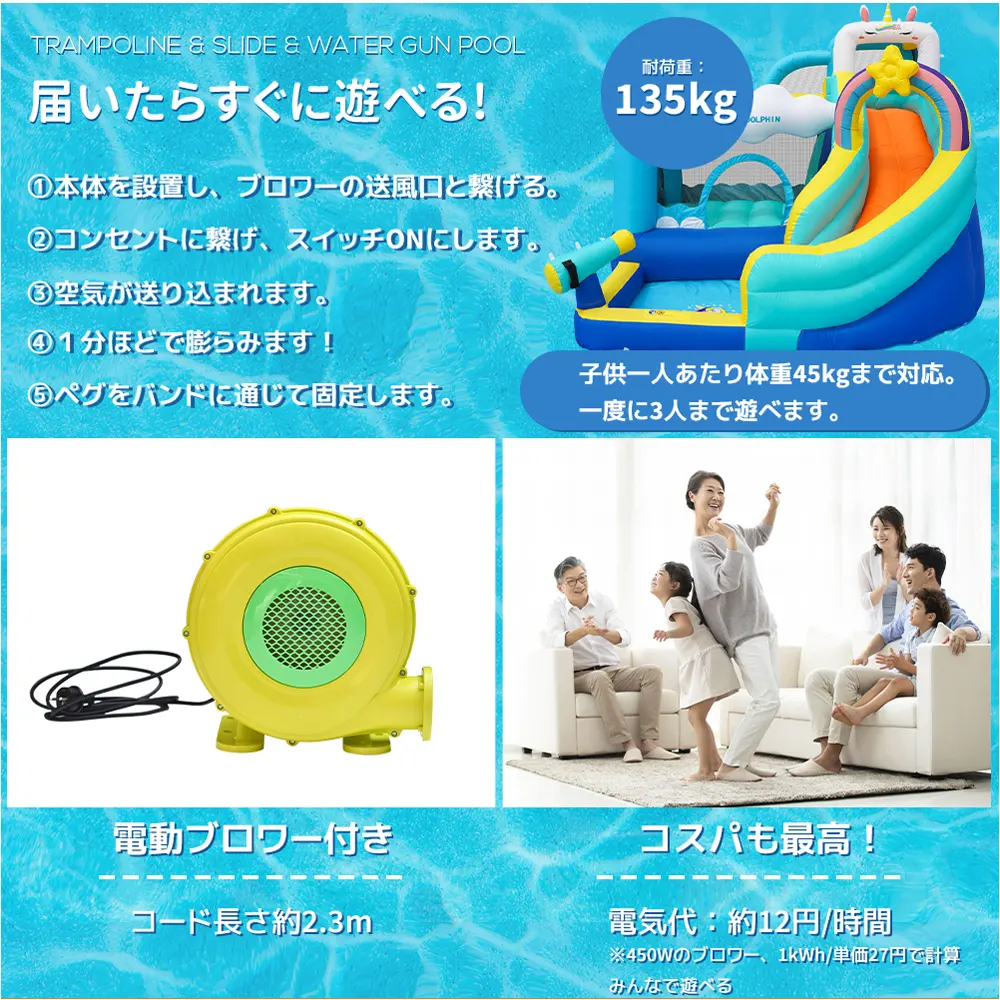 TRAMPOLINE & SLIDE & WATER GUN POOL
届いたらすぐに遊べる!
耐荷重：
135kg
OLPHIN
①本体を設置し、ブロワーの送風口と繋げる。
②コンセントに繋げ、スイッチONにします。
③空気が送り込まれます。
④１分ほどで膨らみます！
⑤ペグをバンドに通じて固定します。
子供一人あたり体重45kgまで対応。
一度に3人まで遊べます。
電動ブロワー付き
コード長さ約2.3m
コスパも最高！
電気代：約12円/時間
※450Wのブロワー、1kWh/単価27円で計算
みんなで遊べる